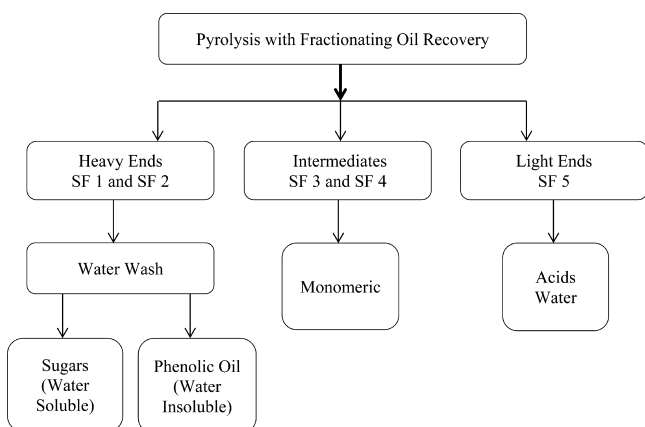 Pyrolysis with Fractionating Oil Recovery
Heavy Ends
SF 1 and SF 2
Intermediates
SF 3 and SF 4
Light Ends
SF 5
Water Wash
Monomeric
Acids
Water
Sugars
(Water
Soluble)
Phenolic Oil
(Water
Insoluble)